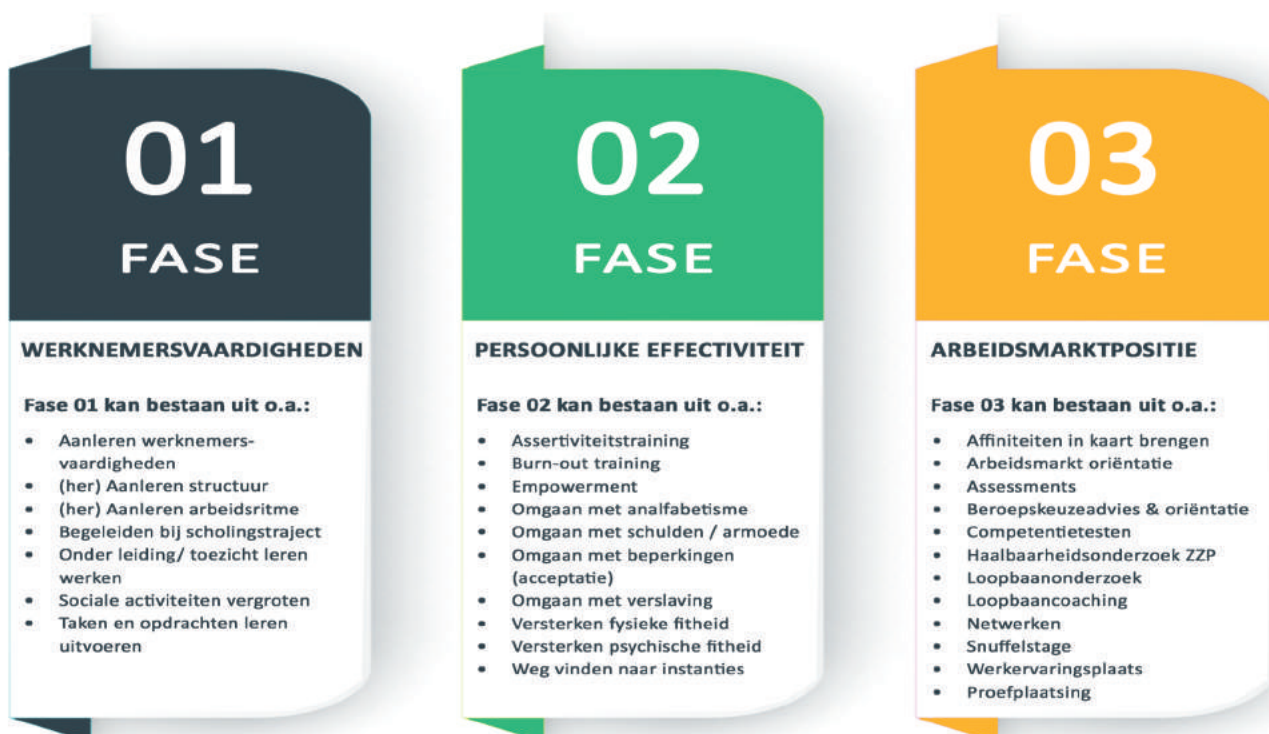 01
FASE
WERKNEMERSVAARDIGHEDEN
Fase 01 kan bestaan uit o.a.:
• Aanleren werknemers-
vaardigheden
• (her) Aanleren structuur
• (her) Aanleren arbeidsritme
• Begeleiden bij scholingstraject
• Onder leiding/ toezicht leren
werken
• Sociale activiteiten vergroten
• Taken en opdrachten leren
uitvoeren
02
FASE
PERSOONLIJKE EFFECTIVITEIT
Fase 02 kan bestaan uit o.a.:
• Assertiviteitstraining
• Burn-out training
• Empowerment
• Omgaan met analfabetisme
• Omgaan met schulden / armoede
• Omgaan met beperkingen
(acceptatie)
• Omgaan met verslaving
• Versterken fysieke fitheid
• Versterken psychische fitheid
• Weg vinden naar instanties
03
FASE
ARBEIDSMARKTPOSITIE
Fase 03 kan bestaan uit o.a.:
• Affiniteiten in kaart brengen
• Arbeidsmarkt oriëntatie
• Assessments
• Beroepskeuzeadvies & oriëntatie
• Competentietesten
• Haalbaarheidsonderzoek ZZP
• Loopbaanonderzoek
• Loopbaancoaching
• Netwerken
• Snuffelstage
• Werkervaringsplaats
• Proefplaatsing